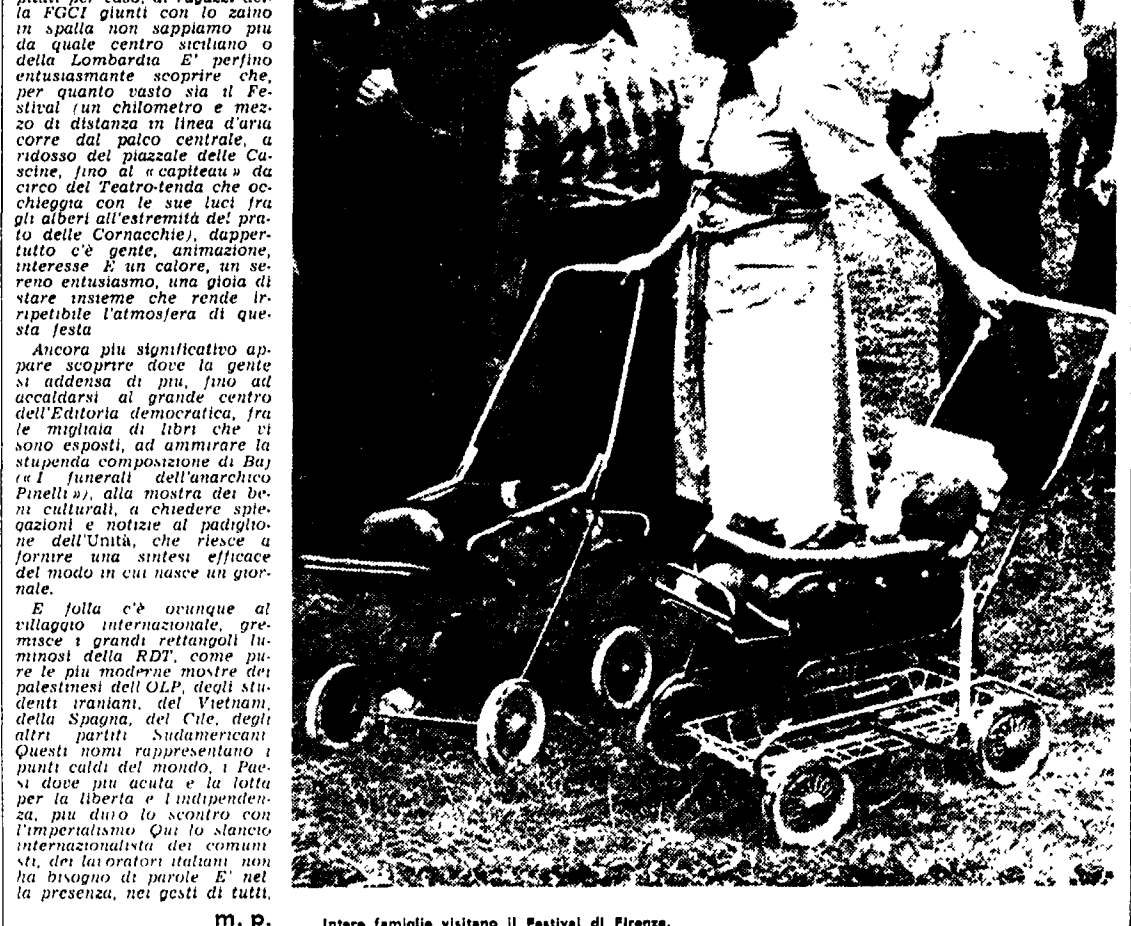 la FGCI giunti con lo zaino
in spalla non sappiamo piu
da quale centro siciliano o
della Lombardia E' perfino
entusiasmante scoprire che,
per quanto vasto sia il Fe-
stival (un chilometro e mez-
zo di distanza in linea d'aria
corre dal palco centrale, a
ridosso del piazzale delle Ca-
scine, fino al « capiteau » da
circo del Teatro-tenda che oc-
chieggia con le sue luci fra
gli alberi all'estremità del pra-
to delle Cornacchie), dapper-
tutto c'è gente, animazione,
interesse E un calore, un se-
reno entusiasmo, una gioia di
stare insieme che rende ir-
ripetibile l'atmosfera di que-
sta festa
Ancora piu significativo ap-
pare scoprire dove la gente
si addensa di piu, fino ad
accaldarsi al grande centro
dell'Editoria democratica, fra
le migliaia di libri che vi
sono esposti, ad ammirare la
stupenda composizione di Baj
(« I funerali dell'anarchico
Pinelli »), alla mostra dei be-
ni culturali, a chiedere spie-
gazioni e notizie al padiglio-
ne dell'Unità, che riesce a
fornire una sintesi efficace
del modo in cui nasce un gior-
nale.
E folla c'è ovunque al
villaggio internazionale, gre-
misce i grandi rettangoli lu-
minosi della RDT, come pu-
re le piu moderne mostre dei
palestinesi dell'OLP, degli stu-
denti iraniani, del Vietnam,
della Spagna, del Cile, degli
altri partiti Sudamericani
Questi nomi rappresentano i
punti caldi del mondo, i Pae-
si dove piu acuta e la lotta
per la liberta e l'indipenden-
za, piu duro lo scontro con
l'imperialismo Qui lo slancio
internazionalista dei comuni
sti, dei lavoratori italiani non
ha bisogno di parole E' nel
la presenza, nei gesti di tutti,
m. p.
Intere famiglie visitano il Festival di Firenze.